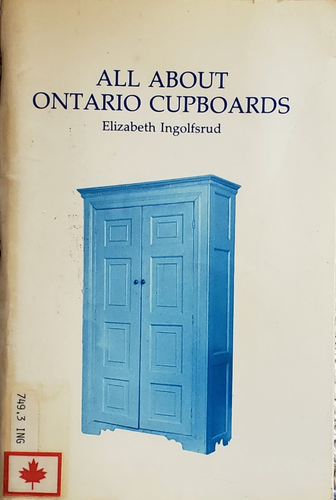 ALL ABOUT
ONTARIO CUPBOARDS
Elizabeth Ingolfsrud
749.3 ING